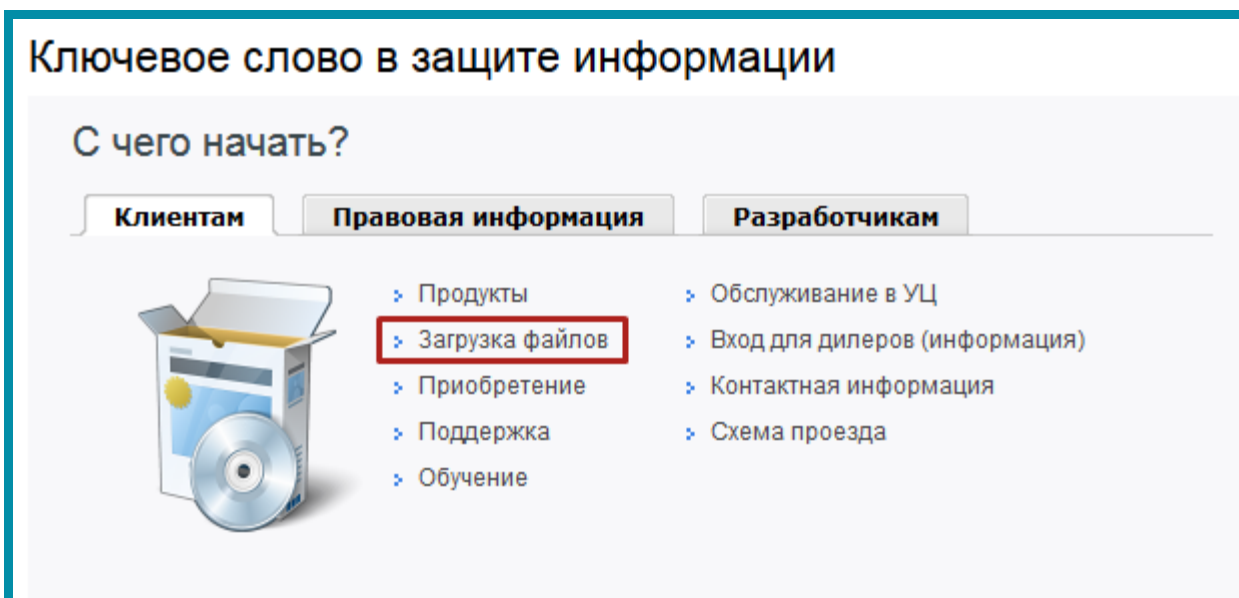 Ключевое слово в защите информации
С чего начать?
Клиентам Правовая информация Разработчикам
Продукты
Загрузка файлов
Приобретение
Поддержка
Обучение
Обслуживание в УЦ
Вход для дилеров (информация)
Контактная информация
Схема проезда